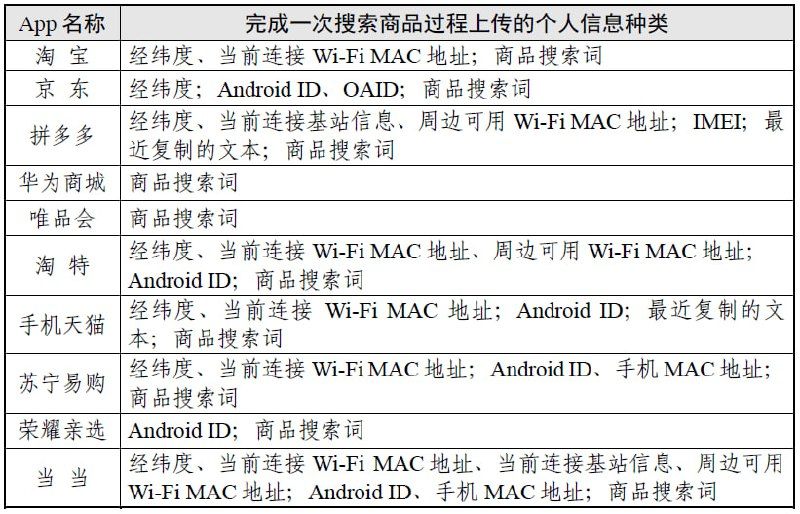 App 名称 完成一次搜索商品过程上传的个人信息种类
淘 宝 经纬度、当前连接 Wi-Fi MAC 地址；商品搜索词
京 东 经纬度；Android ID、OAID；商品搜索词
拼多多 经纬度、当前连接基站信息、周边可用 Wi-Fi MAC 地址；IMEI；最
近复制的文本；商品搜索词
华为商城 商品搜索词
唯品会 商品搜索词
淘 特 经纬度、当前连接 Wi-Fi MAC 地址、周边可用 Wi-Fi MAC 地址；
Android ID；商品搜索词
手机天猫 经纬度、当前连接 Wi-Fi MAC 地址；Android ID；最近复制的文
本；商品搜索词
苏宁易购 经纬度、当前连接 Wi-Fi MAC 地址；Android ID、手机 MAC 地址；
商品搜索词
荣耀亲选 Android ID；商品搜索词
当 当 经纬度、当前连接 Wi-Fi MAC 地址、当前连接基站信息、周边可用
Wi-Fi MAC 地址；Android ID、手机 MAC 地址；商品搜索词